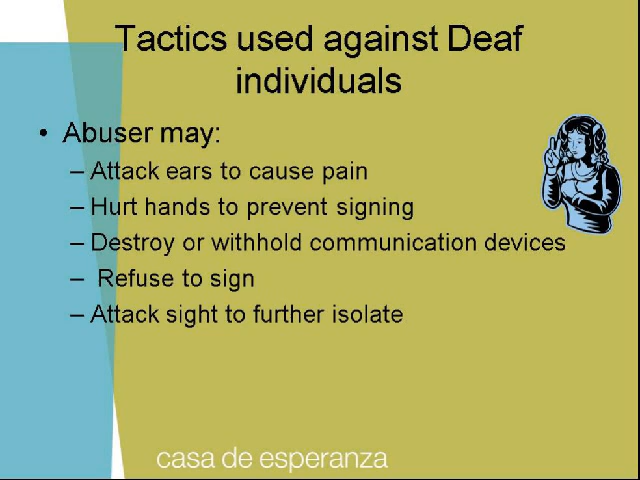 Tactics used against Deaf
individuals
• Abuser may:
– Attack ears to cause pain
– Hurt hands to prevent signing
– Destroy or withhold communication devices
– Refuse to sign
– Attack sight to further isolate
casa de esperanza